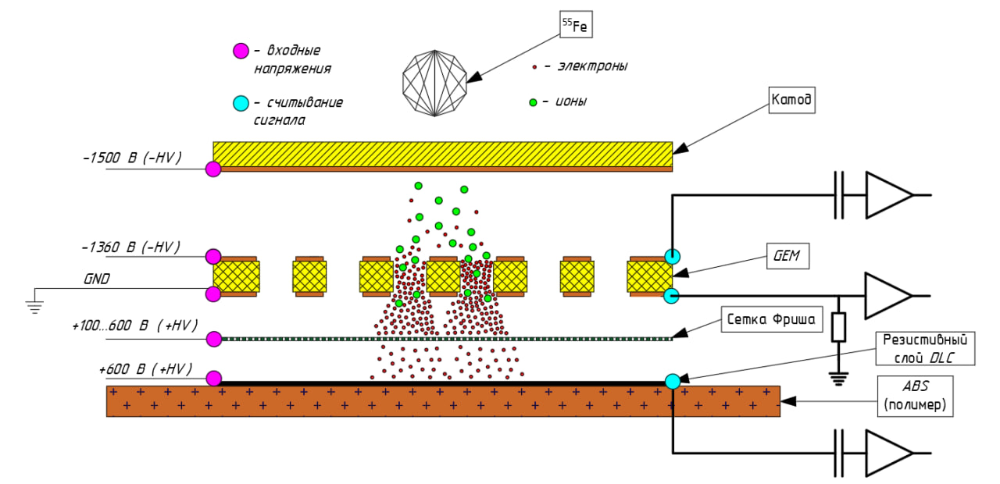 ⁵⁵Fe
– входные
напряжения
– электроны
– считывание
сигнала
– ионы
Катод
-1500 В (-HV)
-1360 В (-HV)
GEM
GND
+100...600 В (+HV)
Сетка Фриша
Резистивный
слой DLC
+600 В (+HV)
ABS
(полимер)